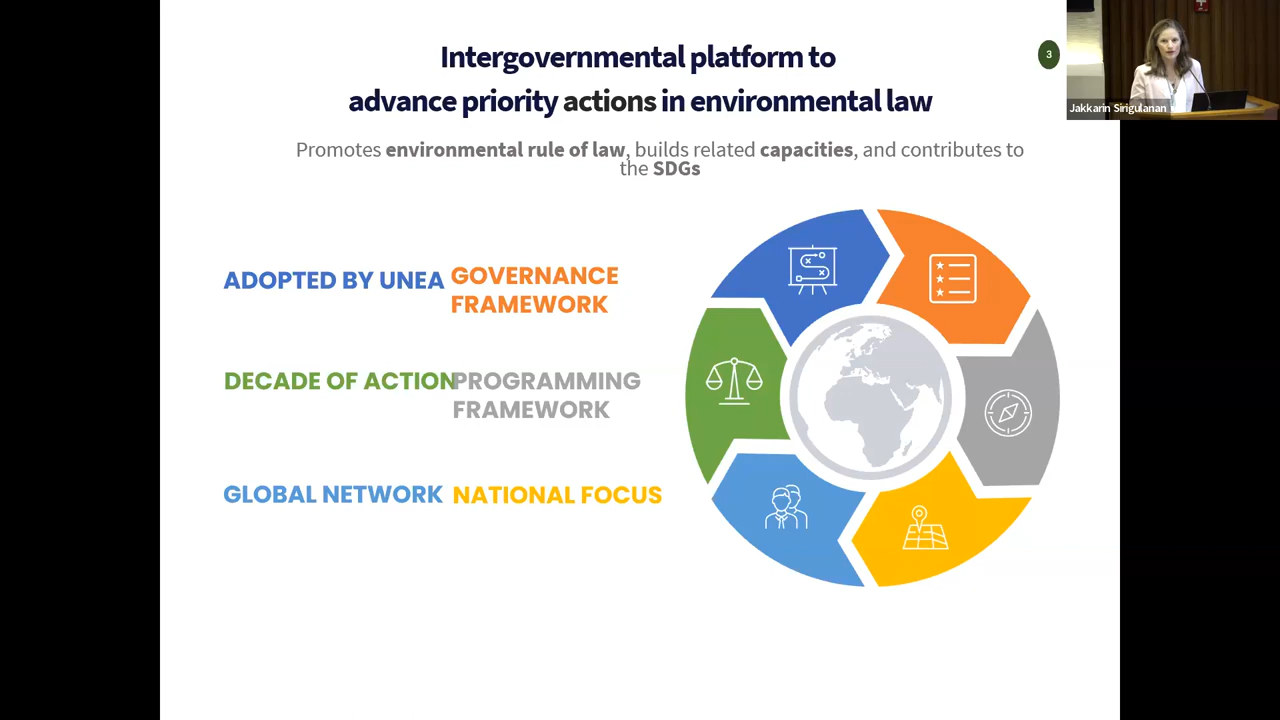 Intergovernmental platform to
advance priority actions in environmental law
3
Jakkarin Sirigulanan
Promotes environmental rule of law, builds related capacities, and contributes to
the SDGs
ADOPTED BY UNEA
GOVERNANCE
FRAMEWORK
DECADE OF ACTION
PROGRAMMING
FRAMEWORK
GLOBAL NETWORK
NATIONAL FOCUS